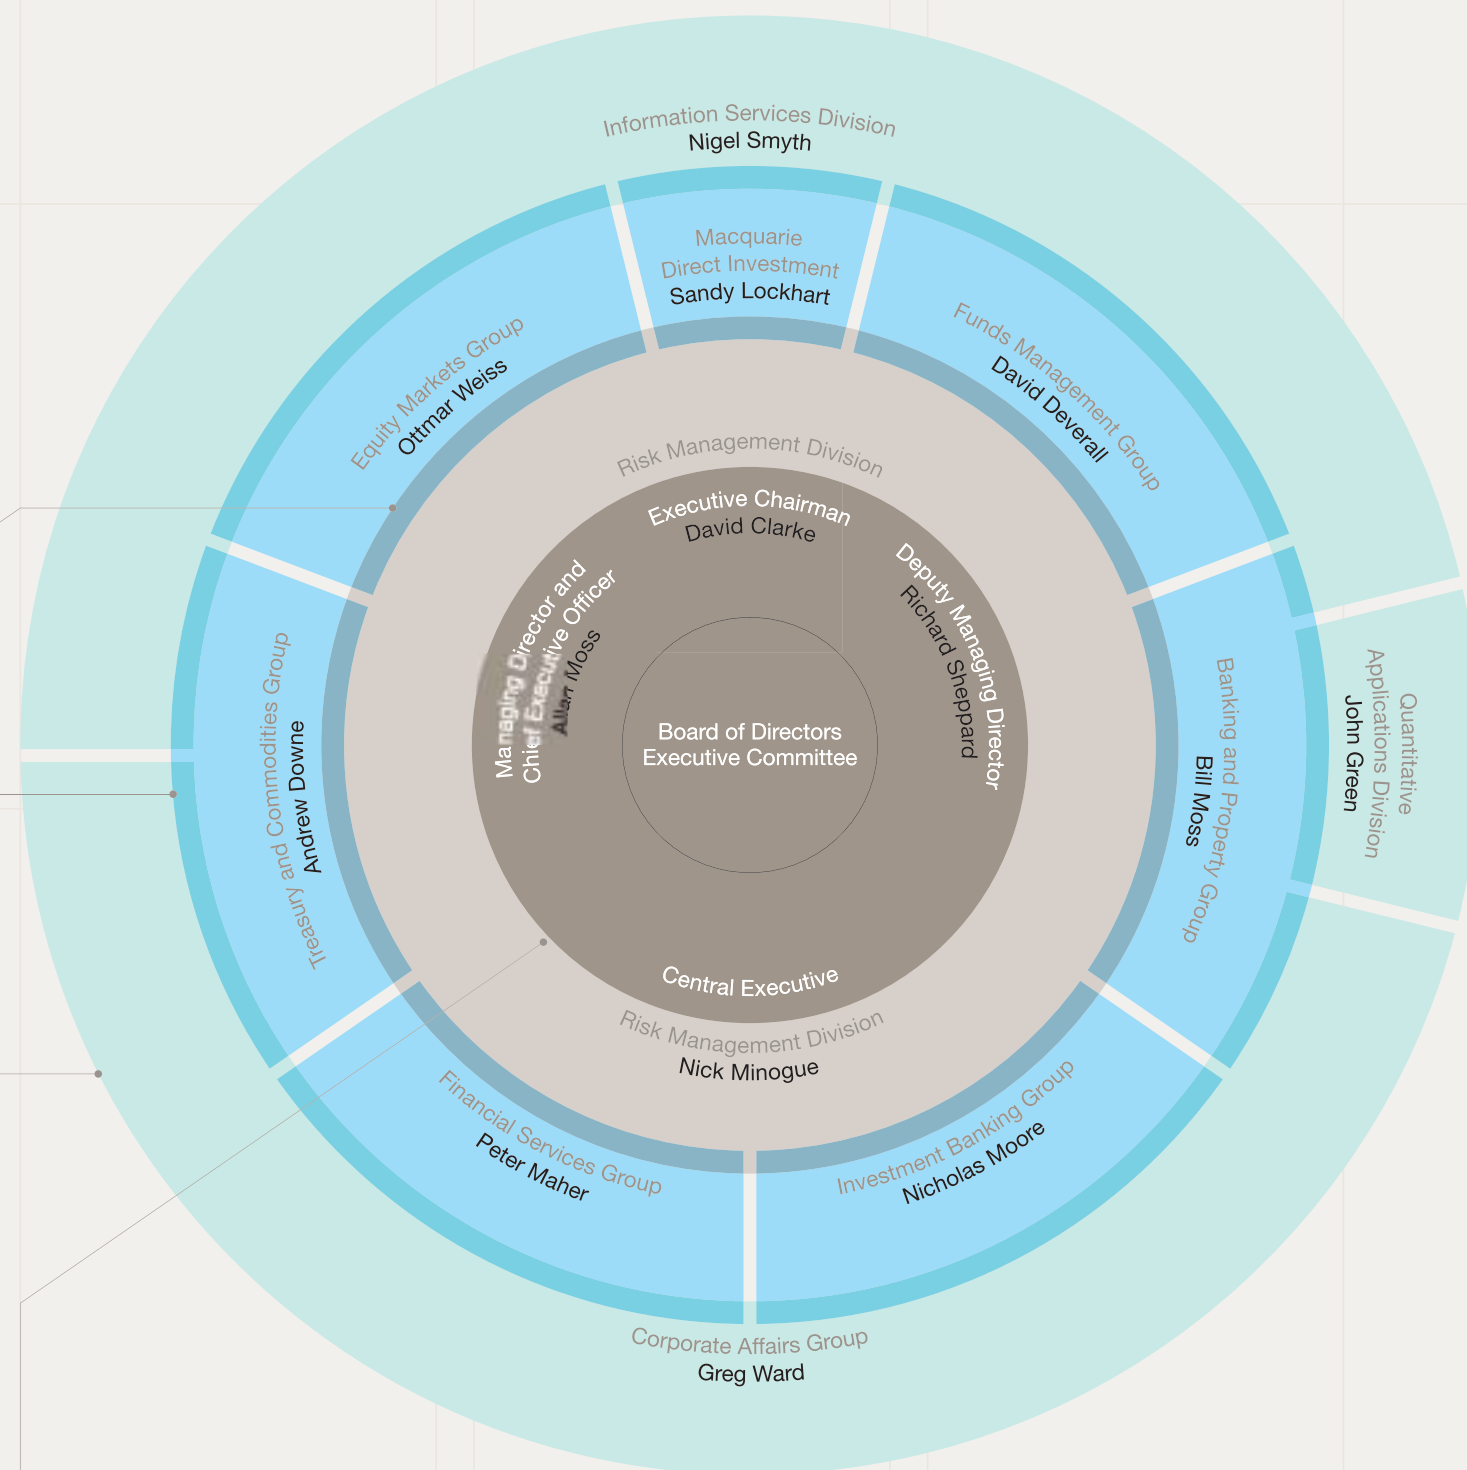 Information Services Division
Nigel Smyth
Macquarie
Direct Investment
Sandy Lockhart
Equity Markets Group
Ottmar Weiss
Funds Management Group
David Deverall
Risk Management Division
Executive Chairman
David Clarke
Managing Director and
Chief Executive Officer
Allan Moss
Deputy Managing Director
Richard Sheppard
Board of Directors
Executive Committee
Treasury and Commodities Group
Andrew Downe
Banking and Property Group
Bill Moss
Quantitative
Applications Division
John Green
Central Executive
Risk Management Division
Nick Minogue
Financial Services Group
Peter Maher
Investment Banking Group
Nicholas Moore
Corporate Affairs Group
Greg Ward